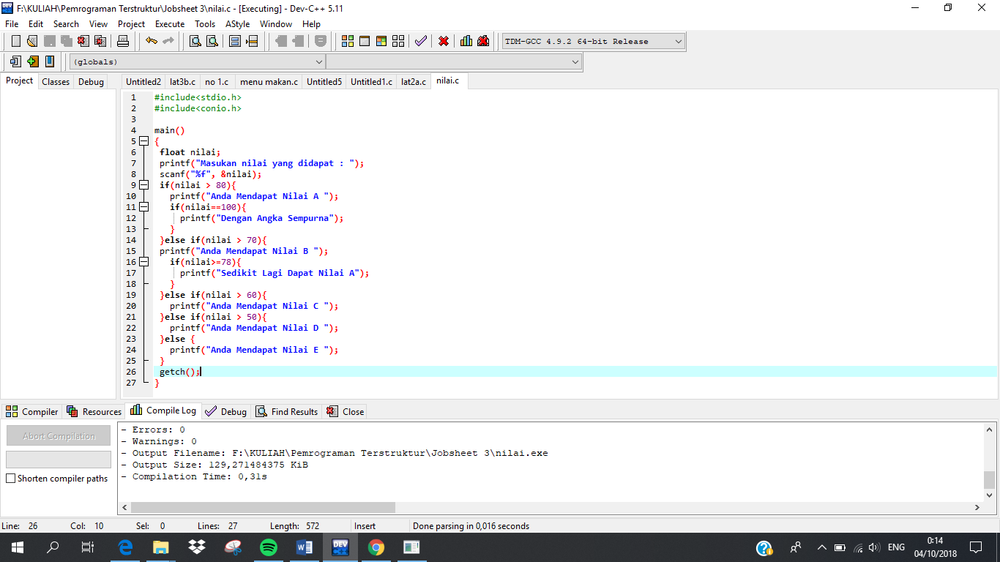 F:\KULIAH\Pemrograman Terstruktur\Jobsheet 3\nilai.c - [Executing] - Dev-C++ 5.11
File Edit Search View Project Execute Tools AStyle Window Help
TDM-GCC 4.9.2 64-bit Release
(globals)
Project Classes Debug Untitled2 lat3b.c no 1.c menu makan.c Untitled5 Untitled1.c lat2a.c nilai.c
1 #include<stdio.h>
2 #include<conio.h>
3
4 main()
5 {
6 float nilai;
7 printf("Masukan nilai yang didapat : ");
8 scanf("%f", &nilai);
9 if(nilai > 80){
10 printf("Anda Mendapat Nilai A ");
11 if(nilai==100){
12 printf("Dengan Angka Sempurna");
13 }
14 }else if(nilai > 70){
15 printf("Anda Mendapat Nilai B ");
16 if(nilai>=78){
17 printf("Sedikit Lagi Dapat Nilai A");
18 }
19 }else if(nilai > 60){
20 printf("Anda Mendapat Nilai C ");
21 }else if(nilai > 50){
22 printf("Anda Mendapat Nilai D ");
23 }else {
24 printf("Anda Mendapat Nilai E ");
25 }
26 getch();
27 }
Compiler Resources Compile Log Debug Find Results Close
Abort Compilation
Shorten compiler paths
- Errors: 0
- Warnings: 0
- Output Filename: F:\KULIAH\Pemrograman Terstruktur\Jobsheet 3\nilai.exe
- Output Size: 129,271484375 KiB
- Compilation Time: 0,31s
Line: 26 Col: 10 Sel: 0 Lines: 27 Length: 572 Insert Done parsing in 0,016 seconds
DEV
ENG
0:14
04/10/2018